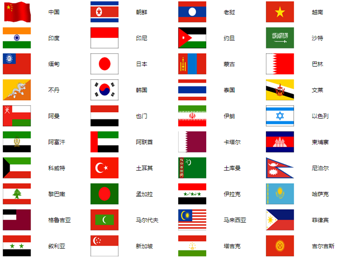 中国 朝鲜 老挝 越南
印度 印尼 约旦 沙特
缅甸 日本 蒙古 巴林
不丹 韩国 泰国 文莱
阿曼 也门 伊朗 以色列
阿富汗 阿联酋 卡塔尔 柬埔寨
科威特 土耳其 土库曼 尼泊尔
黎巴嫩 孟加拉 伊拉克 哈萨克
格鲁吉亚 马尔代夫 马来西亚 菲律宾
叙利亚 新加坡 塔吉克 吉尔吉斯